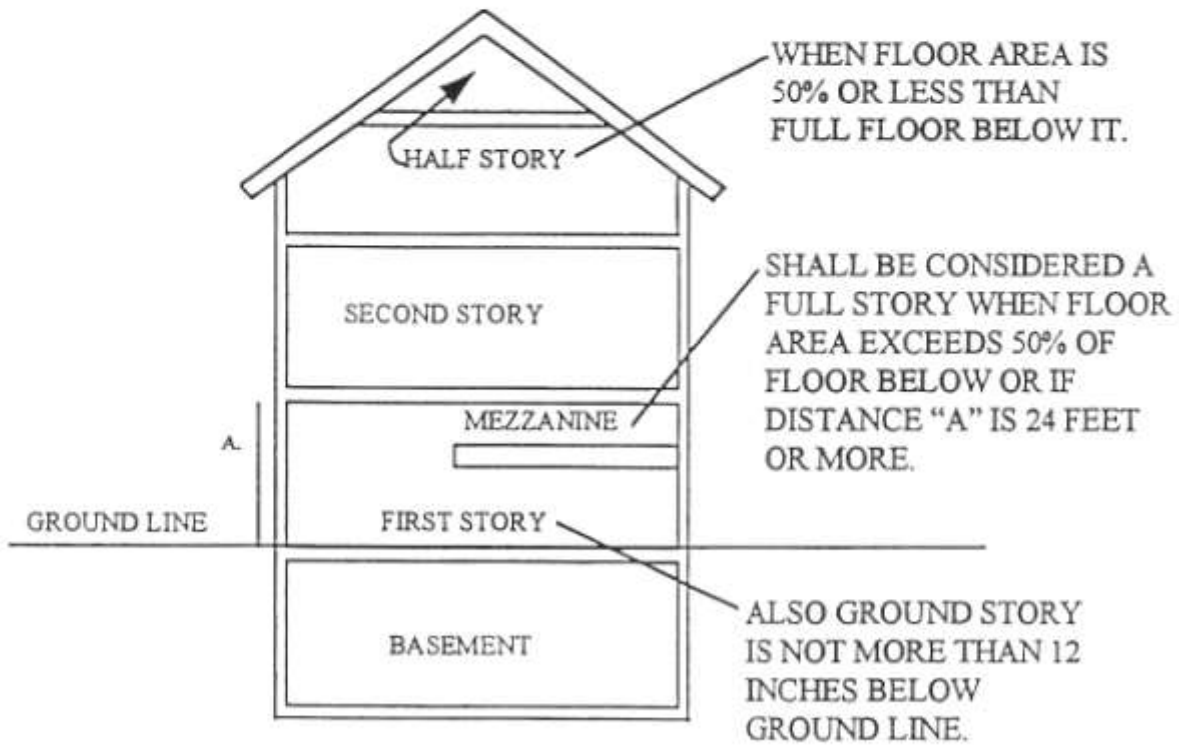 WHEN FLOOR AREA IS
50% OR LESS THAN
FULL FLOOR BELOW IT.
HALF STORY
SHALL BE CONSIDERED A
FULL STORY WHEN FLOOR
AREA EXCEEDS 50% OF
FLOOR BELOW OR IF
DISTANCE “A” IS 24 FEET
OR MORE.
SECOND STORY
MEZZANINE
A.
GROUND LINE
FIRST STORY
ALSO GROUND STORY
IS NOT MORE THAN 12
INCHES BELOW
GROUND LINE.
BASEMENT